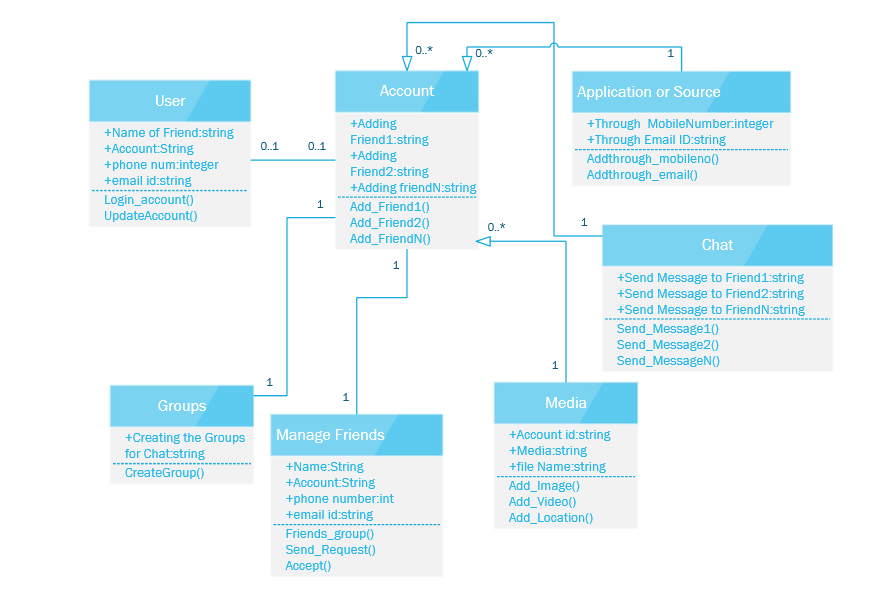 0..*
0..*
1
User
+Name of Friend:string
+Account:String
+phone num:integer
+email id:string
Login_account()
UpdateAccount()
0..1
0..1
Account
+Adding
Friend1:string
+Adding
Friend2:string
+Adding friendN:string
Add_Friend1()
Add_Friend2()
Add_FriendN()
Application or Source
+Through  MobileNumber:integer
+Through Email ID:string
Addthrough_mobileno()
Addthrough_email()
1
1
0..*
1
Chat
+Send Message to Friend1:string
+Send Message to Friend2:string
+Send Message to FriendN:string
Send_Message1()
Send_Message2()
Send_MessageN()
1
1
1
Groups
+Creating the Groups
for Chat:string
CreateGroup()
Manage Friends
+Name:String
+Account:String
+phone number:int
+email id:string
Friends_group()
Send_Request()
Accept()
Media
+Account id:string
+Media:string
+file Name:string
Add_Image()
Add_Video()
Add_Location()